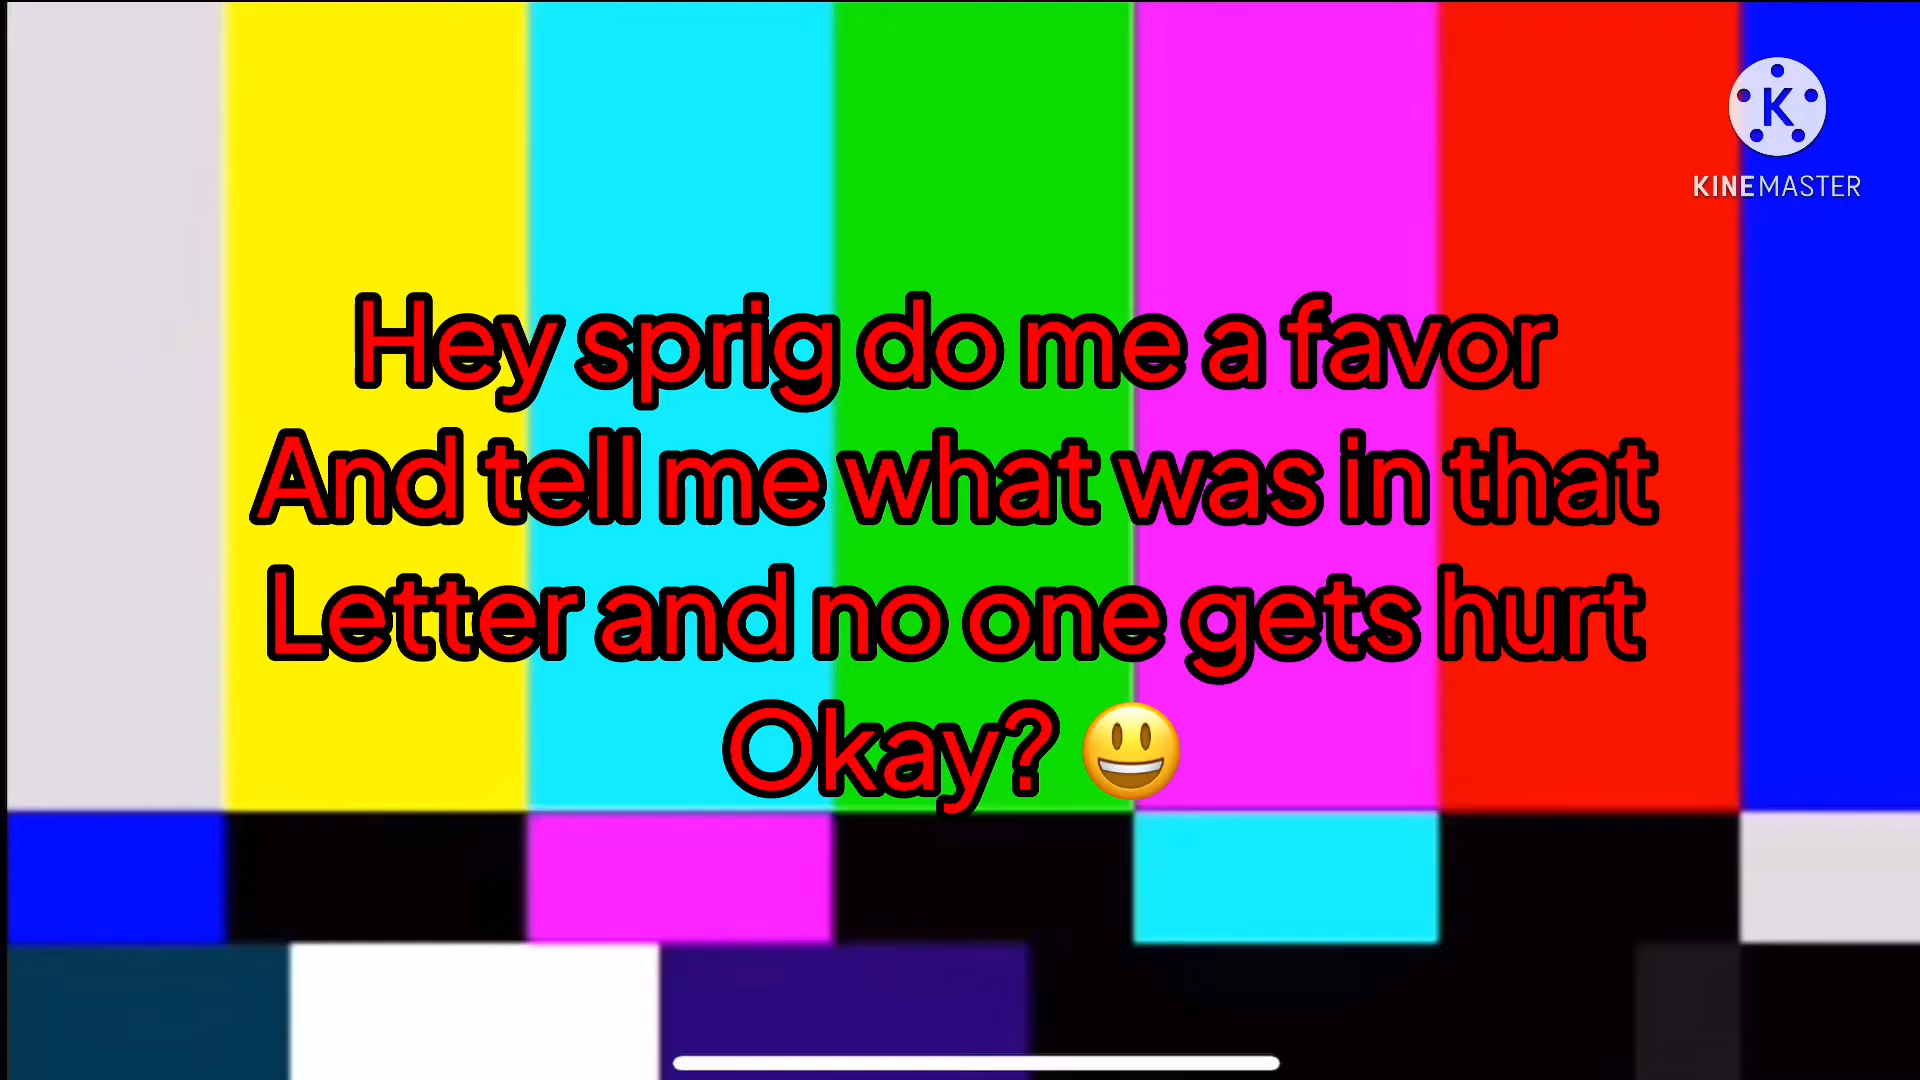 K
KINEMASTER
Hey sprig do me a favor
And tell me what was in that
Letter and no one gets hurt
Okay? 😃